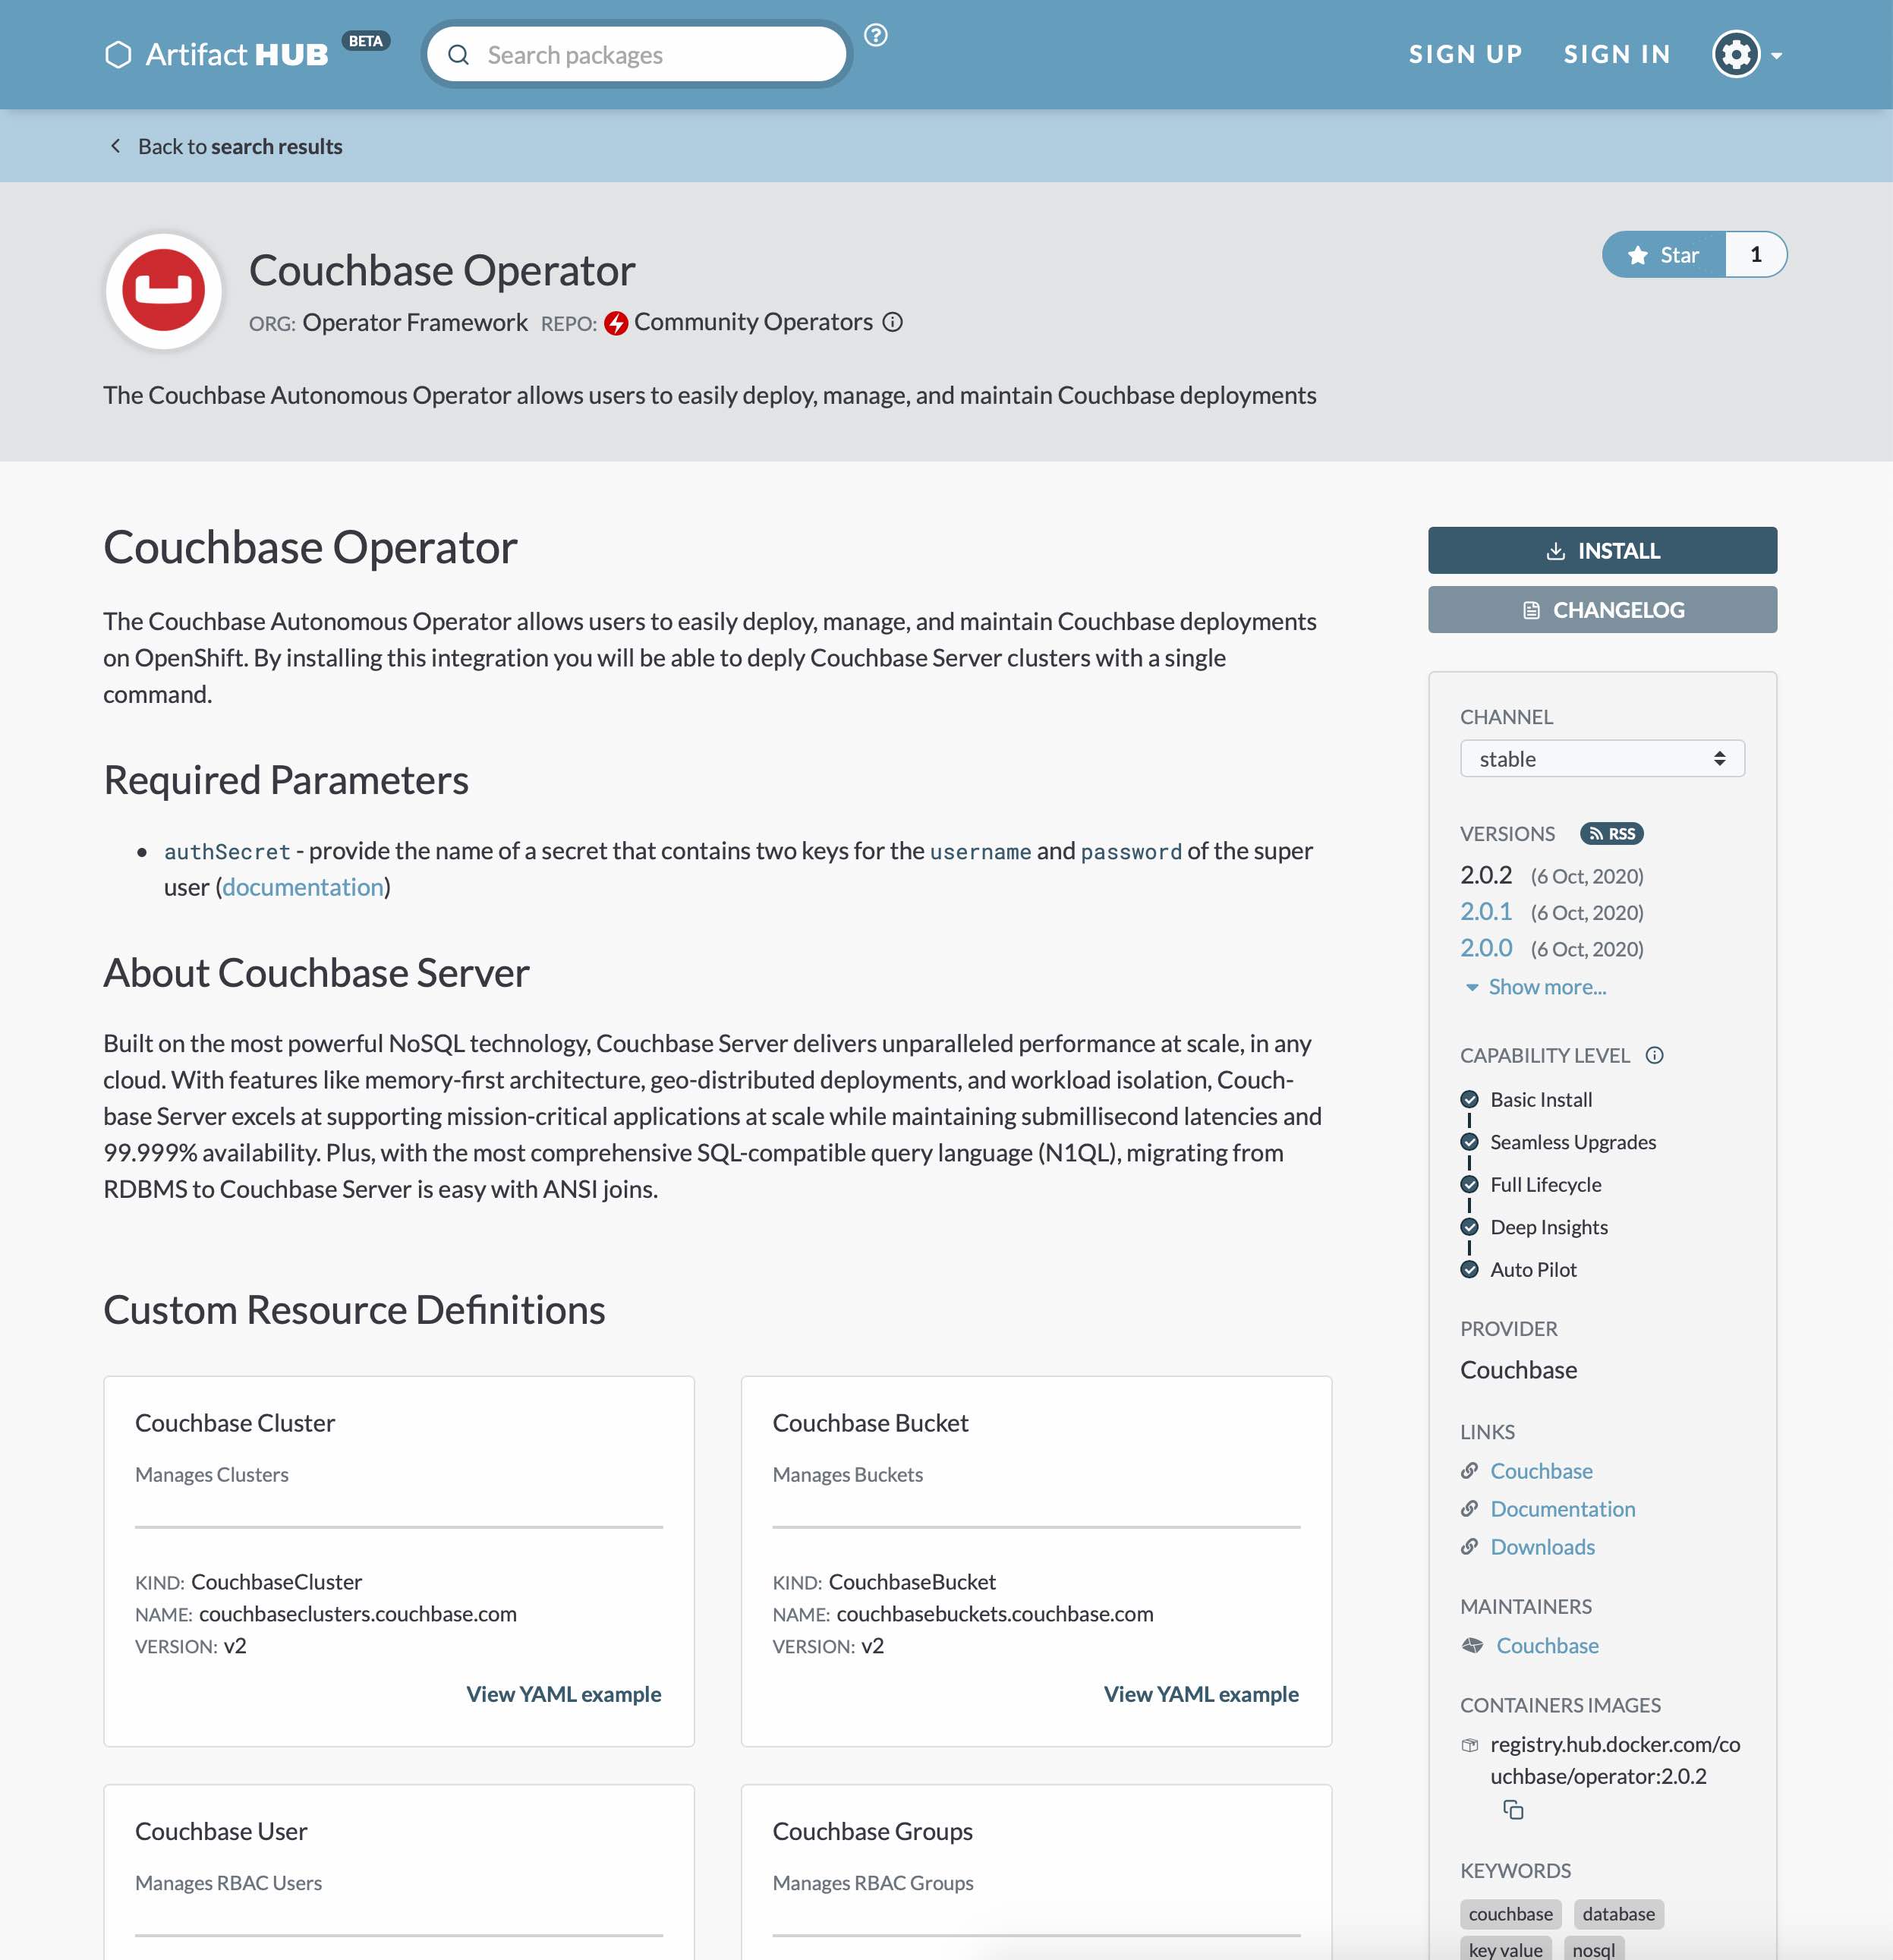 Artifact HUB
BETA
Search packages
SIGN UP
SIGN IN
Back to search results
Couchbase Operator
Star
1
ORG: Operator Framework REPO: Community Operators
The Couchbase Autonomous Operator allows users to easily deploy, manage, and maintain Couchbase deployments
Couchbase Operator
The Couchbase Autonomous Operator allows users to easily deploy, manage, and maintain Couchbase deployments
on OpenShift. By installing this integration you will be able to deply Couchbase Server clusters with a single
command.
Required Parameters
authSecret - provide the name of a secret that contains two keys for the username and password of the super
user (documentation)
About Couchbase Server
Built on the most powerful NoSQL technology, Couchbase Server delivers unparalleled performance at scale, in any
cloud. With features like memory-first architecture, geo-distributed deployments, and workload isolation, Couch-
base Server excels at supporting mission-critical applications at scale while maintaining submillisecond latencies and
99.999% availability. Plus, with the most comprehensive SQL-compatible query language (N1QL), migrating from
RDBMS to Couchbase Server is easy with ANSI joins.
Custom Resource Definitions
Couchbase Cluster
Manages Clusters
KIND: CouchbaseCluster
NAME: couchbaseclusters.couchbase.com
VERSION: v2
View YAML example
Couchbase Bucket
Manages Buckets
KIND: CouchbaseBucket
NAME: couchbasebuckets.couchbase.com
VERSION: v2
View YAML example
Couchbase User
Manages RBAC Users
Couchbase Groups
Manages RBAC Groups
INSTALL
CHANGELOG
CHANNEL
stable
VERSIONS RSS
2.0.2 (6 Oct, 2020)
2.0.1 (6 Oct, 2020)
2.0.0 (6 Oct, 2020)
Show more...
CAPABILITY LEVEL
Basic Install
Seamless Upgrades
Full Lifecycle
Deep Insights
Auto Pilot
PROVIDER
Couchbase
LINKS
Couchbase
Documentation
Downloads
MAINTAINERS
Couchbase
CONTAINERS IMAGES
registry.hub.docker.com/co
uchbase/operator:2.0.2
KEYWORDS
couchbase database
key value nosql